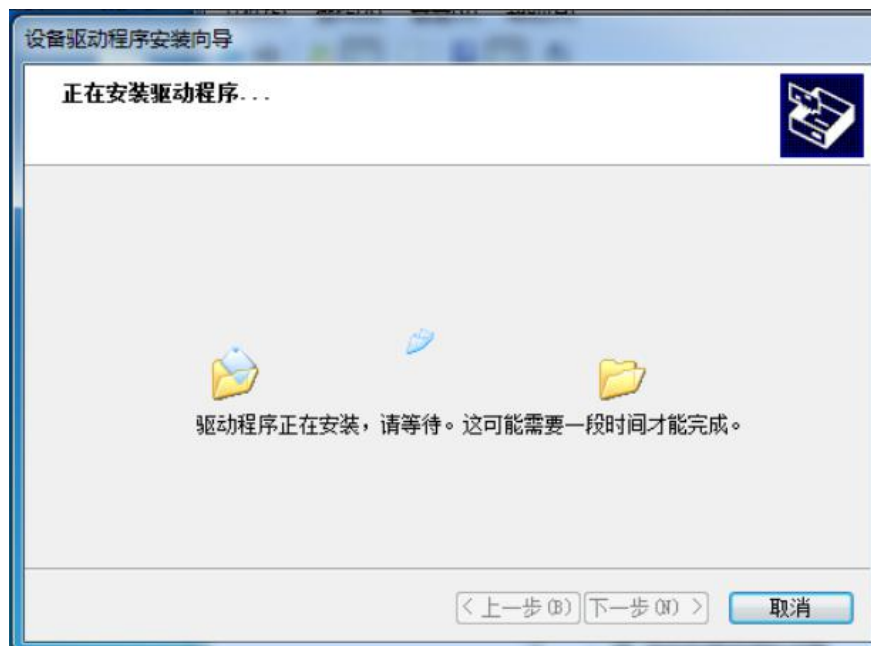 设备驱动程序安装向导
正在安装驱动程序...
驱动程序正在安装，请等待。这可能需要一段时间才能完成。
< 上一步(B)
下一步(N) >
取消